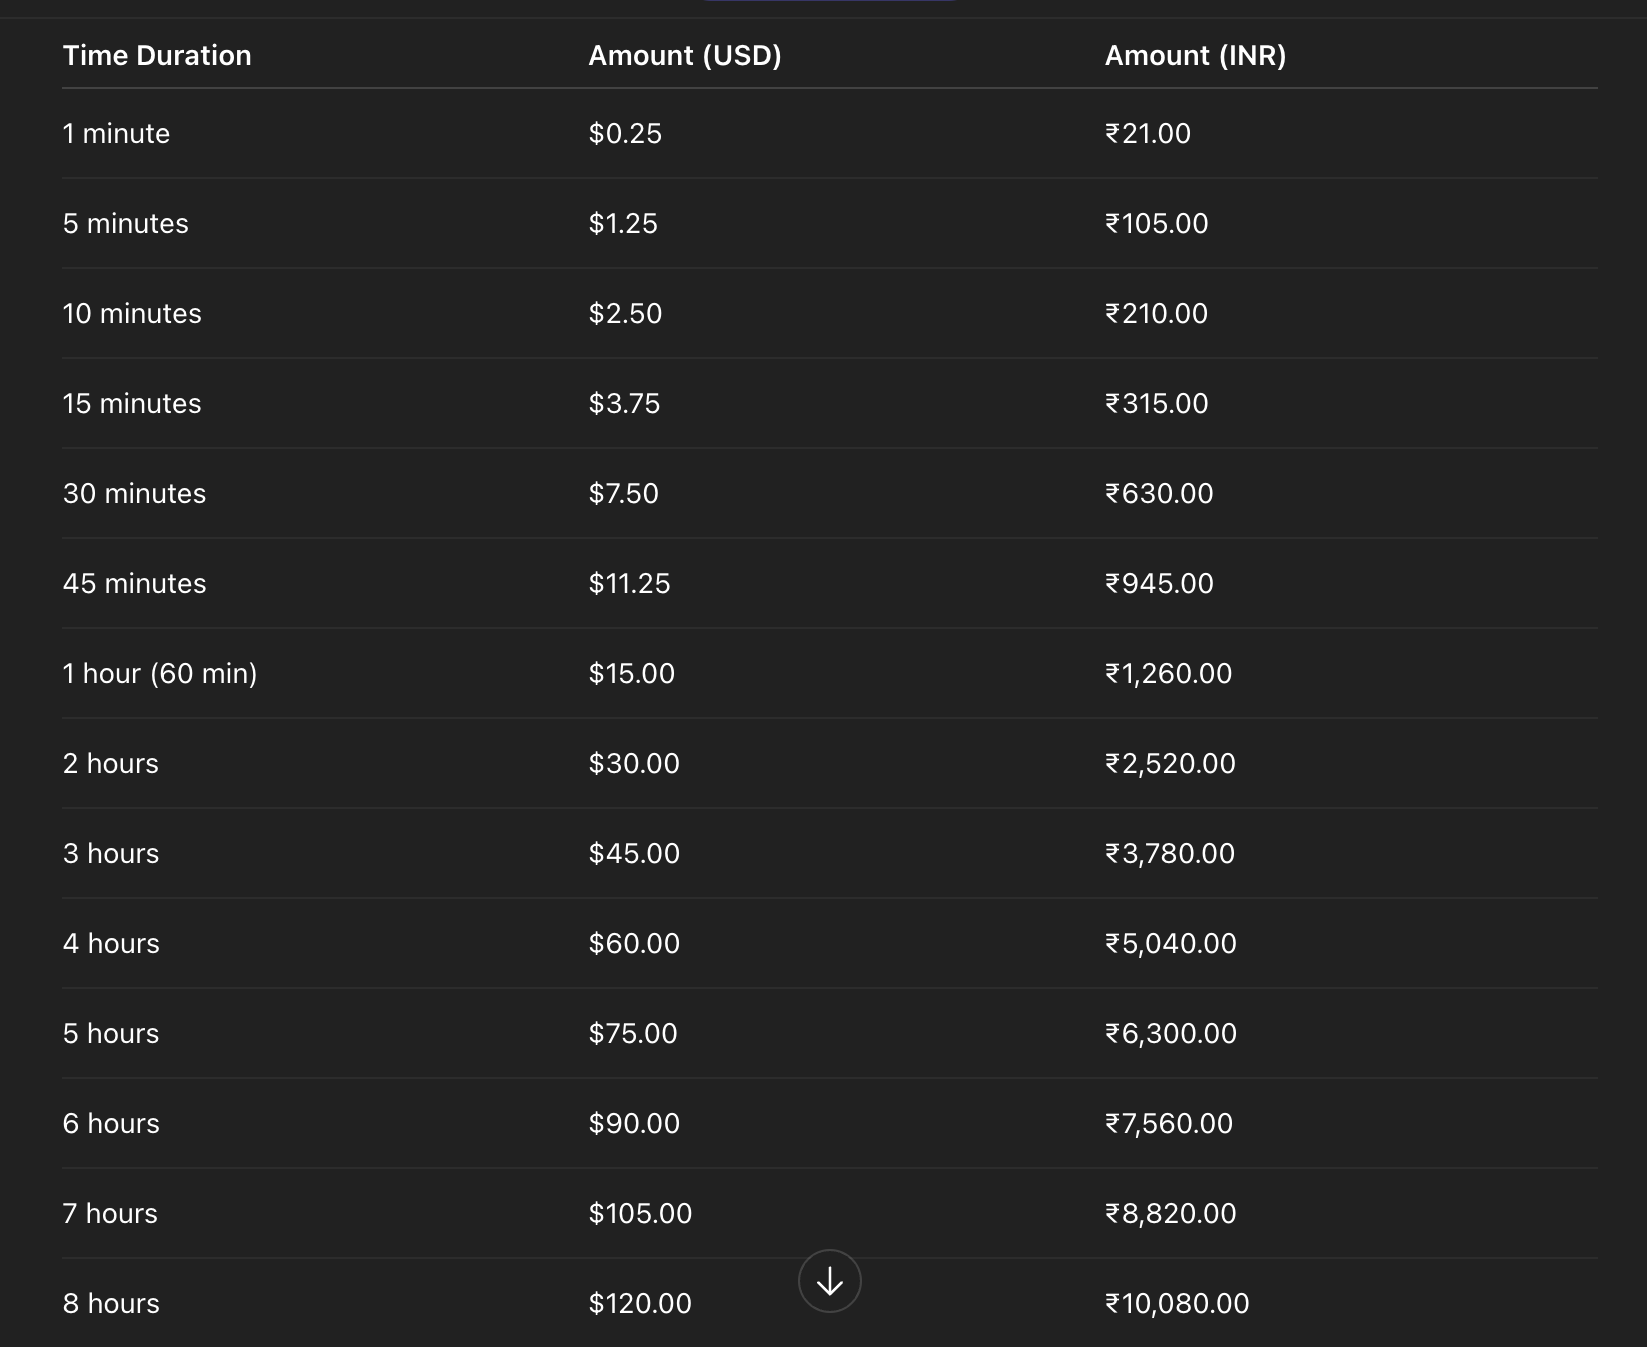 Time Duration Amount (USD) Amount (INR)
1 minute $0.25 ₹21.00
5 minutes $1.25 ₹105.00
10 minutes $2.50 ₹210.00
15 minutes $3.75 ₹315.00
30 minutes $7.50 ₹630.00
45 minutes $11.25 ₹945.00
1 hour (60 min) $15.00 ₹1,260.00
2 hours $30.00 ₹2,520.00
3 hours $45.00 ₹3,780.00
4 hours $60.00 ₹5,040.00
5 hours $75.00 ₹6,300.00
6 hours $90.00 ₹7,560.00
7 hours $105.00 ₹8,820.00
8 hours $120.00 ₹10,080.00